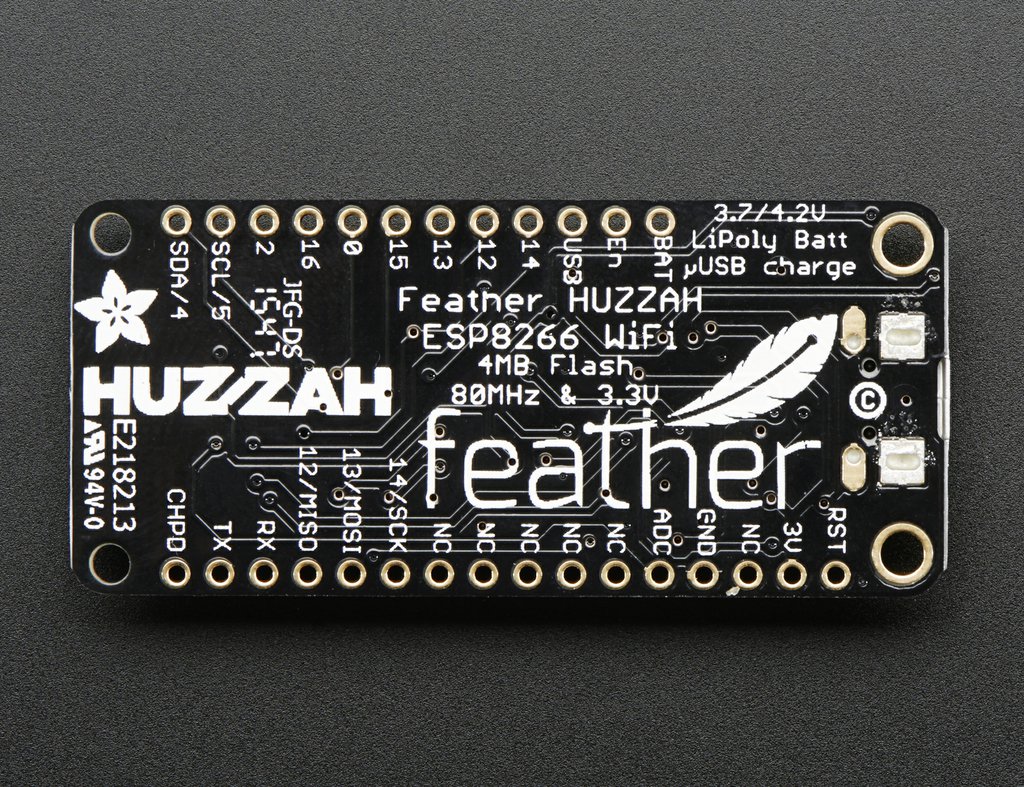 3.7/4.2V
LiPoly Batt
µUSB charge
SDA/4
SCL/5
2
16
0
15
13
12
14
USB
En
BAT
JFG-DS
1547
Feather HUZZAH
ESP8266 WiFi
4MB Flash
80MHz & 3.3V
HUZZAH
feather
©
E218213
94V-0
CHPD
TX
RX
12/MISO
13/MOSI
14/SCK
NC
NC
NC
NC
NC
ADC
GND
NC
3V
RST